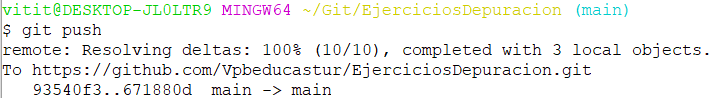 vitit@DESKTOP-JL0LTR9 MINGW64 ~/Git/EjerciciosDepuracion (main)
$ git push
remote: Resolving deltas: 100% (10/10), completed with 3 local objects.
To https://github.com/Vpbeducastur/EjerciciosDepuracion.git
   93540f3..671880d  main -> main